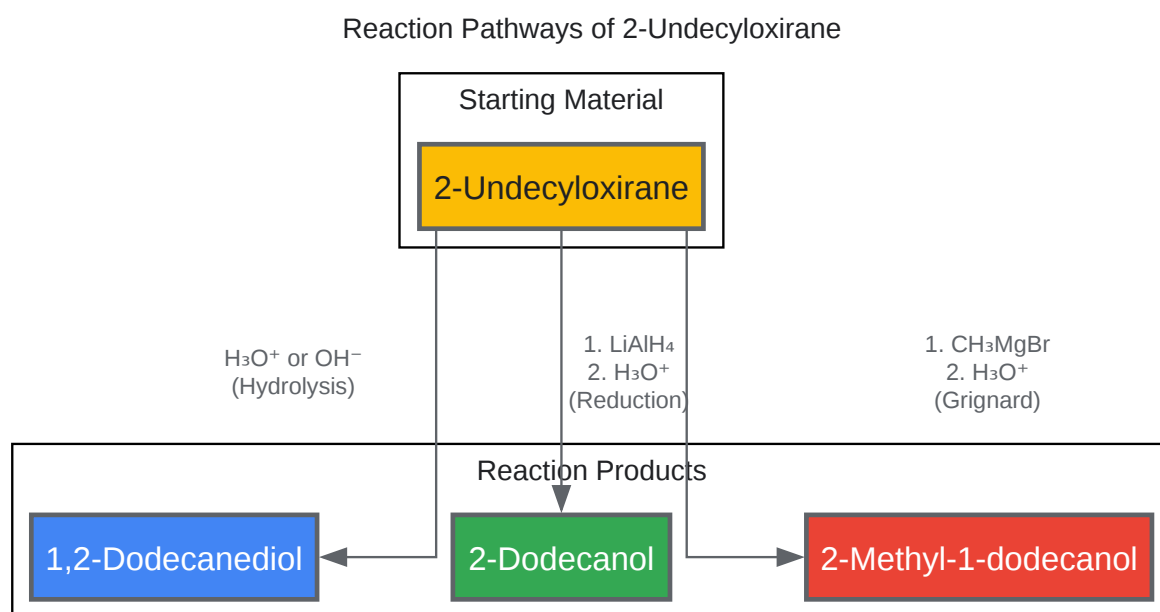 Reaction Pathways of 2-Undecyloxirane
Starting Material
2-Undecyloxirane
H₃O⁺ or OH⁻
(Hydrolysis)
1. LiAlH₄
2. H₃O⁺
(Reduction)
1. CH₃MgBr
2. H₃O⁺
(Grignard)
Reaction Products
1,2-Dodecanediol
2-Dodecanol
2-Methyl-1-dodecanol